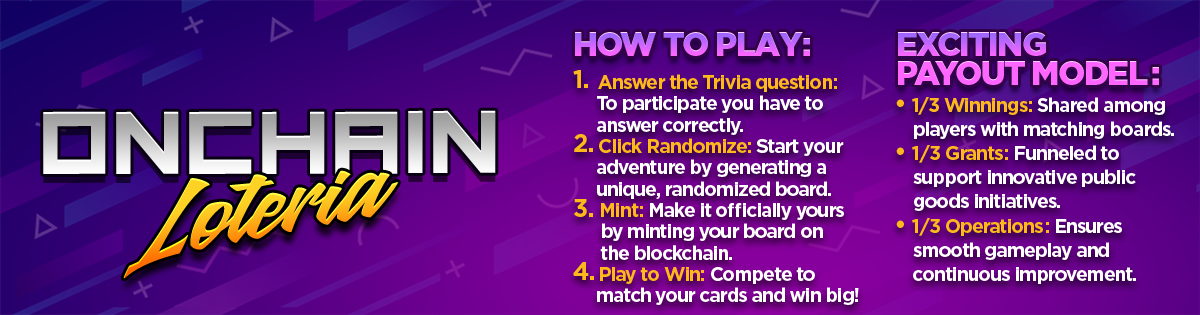 ONCHAIN
Loteria
HOW TO PLAY:
1. Answer the Trivia question:
To participate you have to
answer correctly.
2. Click Randomize: Start your
adventure by generating a
unique, randomized board.
3. Mint: Make it officially yours
by minting your board on
the blockchain.
4. Play to Win: Compete to
match your cards and win big!
EXCITING
PAYOUT MODEL:
• 1/3 Winnings: Shared among
players with matching boards.
• 1/3 Grants: Funneled to
support innovative public
goods initiatives.
• 1/3 Operations: Ensures
smooth gameplay and
continuous improvement.